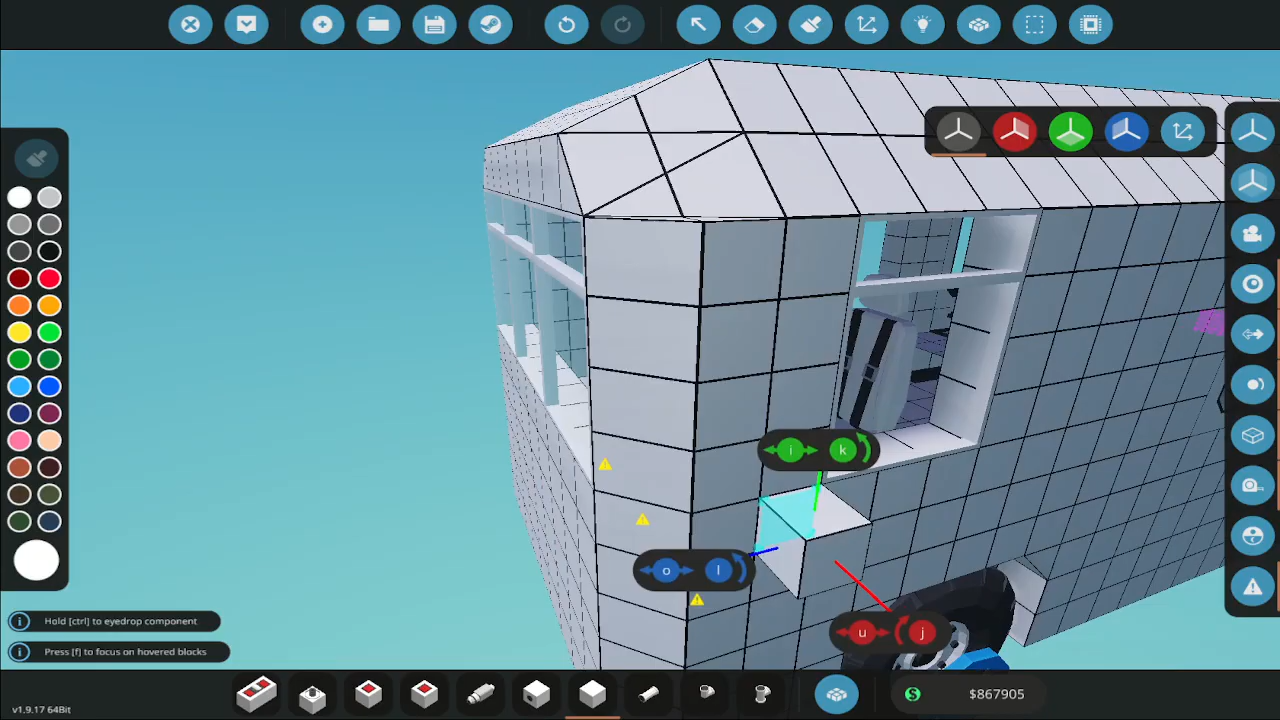 i k
o l
u j
Hold [ctrl] to eyedrop component
Press [f] to focus on hovered blocks
v1.9.17 64Bit
$ $867905